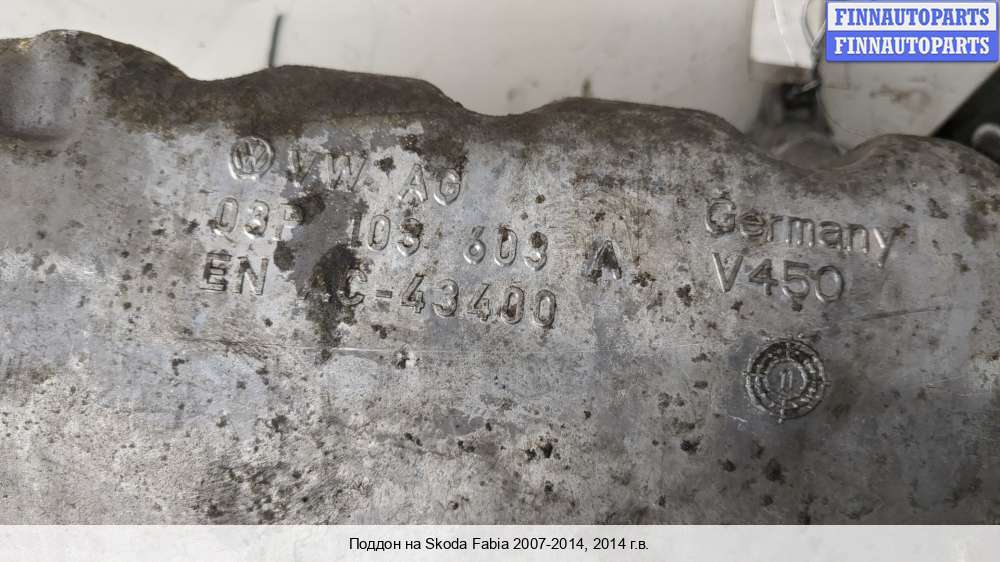 FINNAUTOPARTS
FINNAUTOPARTS
VW AG
03P 103 603 A
EN AC-43400
Germany
V450
11
Поддон на Skoda Fabia 2007-2014, 2014 г.в.